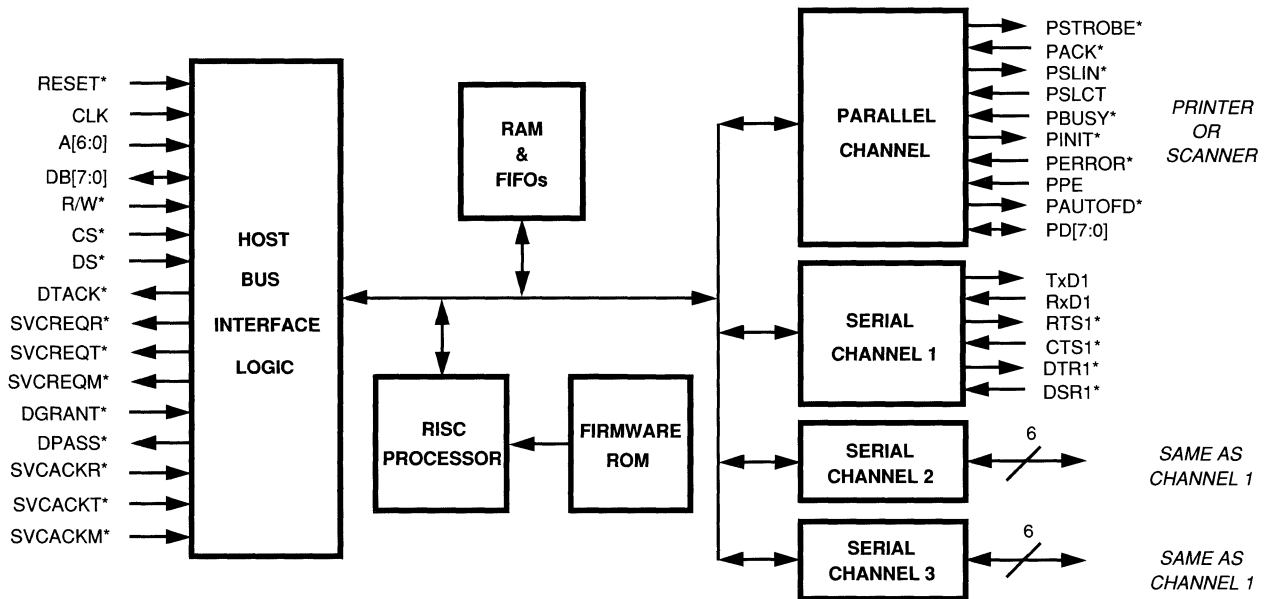 RESET*
CLK
A[6:0]
DB[7:0]
R/W*
CS*
DS*
DTACK*
SVCREQR*
SVCREQT*
SVCREQM*
DGRANT*
DPASS*
SVCACKR*
SVCACKT*
SVCACKM*
HOST
BUS
INTERFACE
LOGIC
RAM
&
FIFOs
RISC
PROCESSOR
FIRMWARE
ROM
PARALLEL
CHANNEL
PSTROBE*
PACK*
PSLIN*
PSLCT
PBUSY*
PINIT*
PERROR*
PPE
PAUTOFD*
PD[7:0]
PRINTER
OR
SCANNER
SERIAL
CHANNEL 1
TxD1
RxD1
RTS1*
CTS1*
DTR1*
DSR1*
SERIAL
CHANNEL 2
6
SAME AS
CHANNEL 1
SERIAL
CHANNEL 3
6
SAME AS
CHANNEL 1